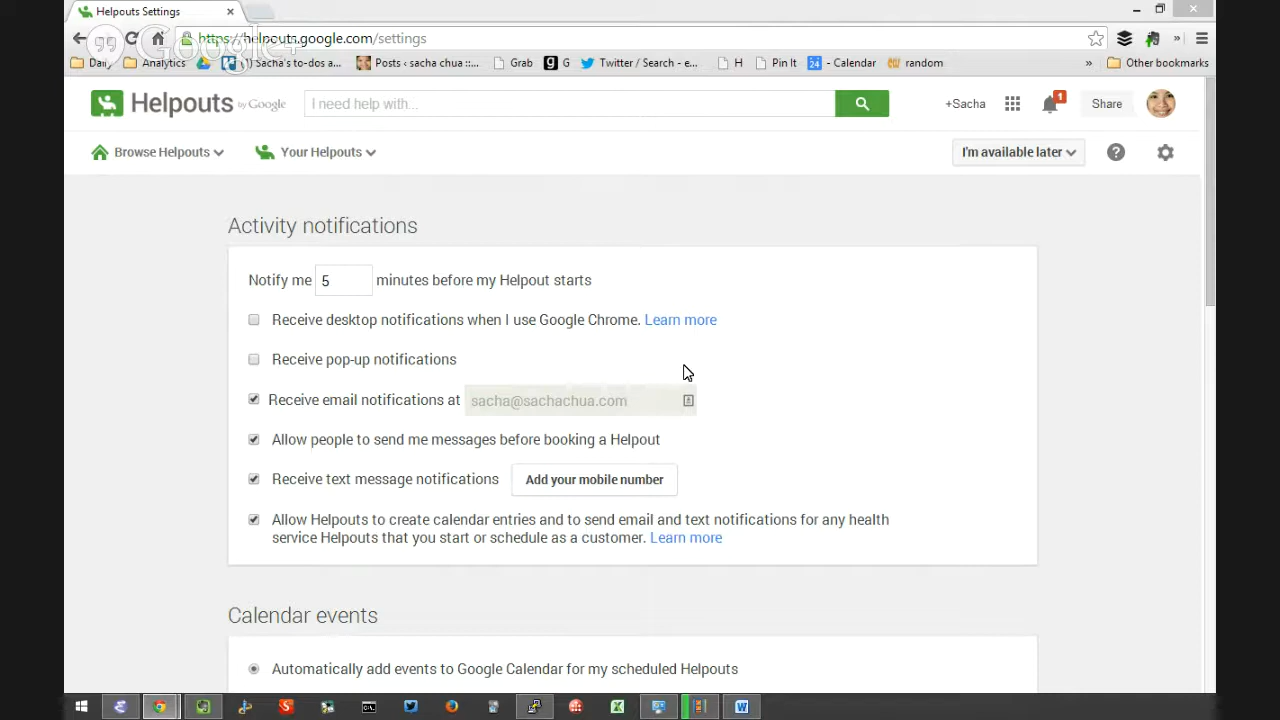 Helpouts Settings
https://helpouts.google.com/settings
Google+
Daily
Analytics
) Sacha's to-dos a...
Posts - sacha chua ::...
Grab
G
Twitter / Search - e...
H
Pin It
24 - Calendar
random
»
Other bookmarks
Helpouts by Google
I need help with...
+Sacha
1
Share
Browse Helpouts
Your Helpouts
I'm available later
?
Activity notifications
Notify me 5 minutes before my Helpout starts
Receive desktop notifications when I use Google Chrome. Learn more
Receive pop-up notifications
Receive email notifications at sacha@sachachua.com
Allow people to send me messages before booking a Helpout
Receive text message notifications Add your mobile number
Allow Helpouts to create calendar entries and to send email and text notifications for any health
service Helpouts that you start or schedule as a customer. Learn more
Calendar events
Automatically add events to Google Calendar for my scheduled Helpouts